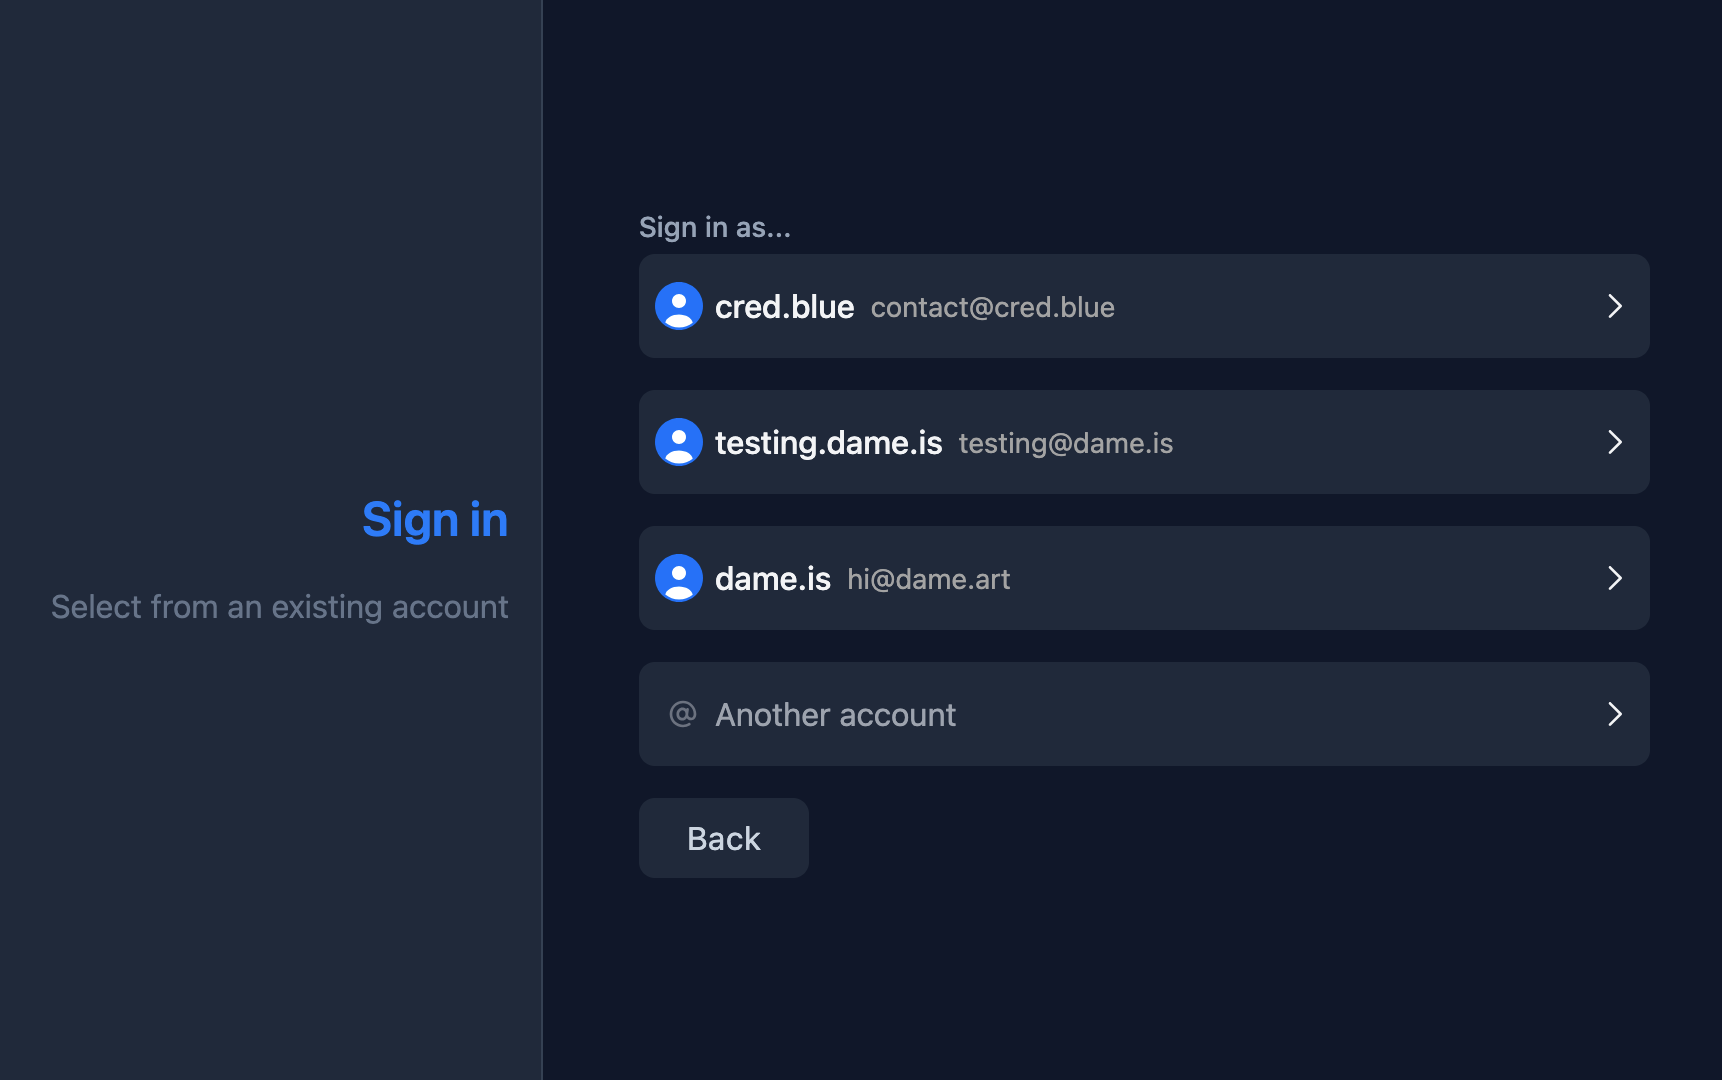 Sign in
Select from an existing account
Sign in as...
cred.blue contact@cred.blue
testing.dame.is testing@dame.is
dame.is hi@dame.art
@ Another account
Back